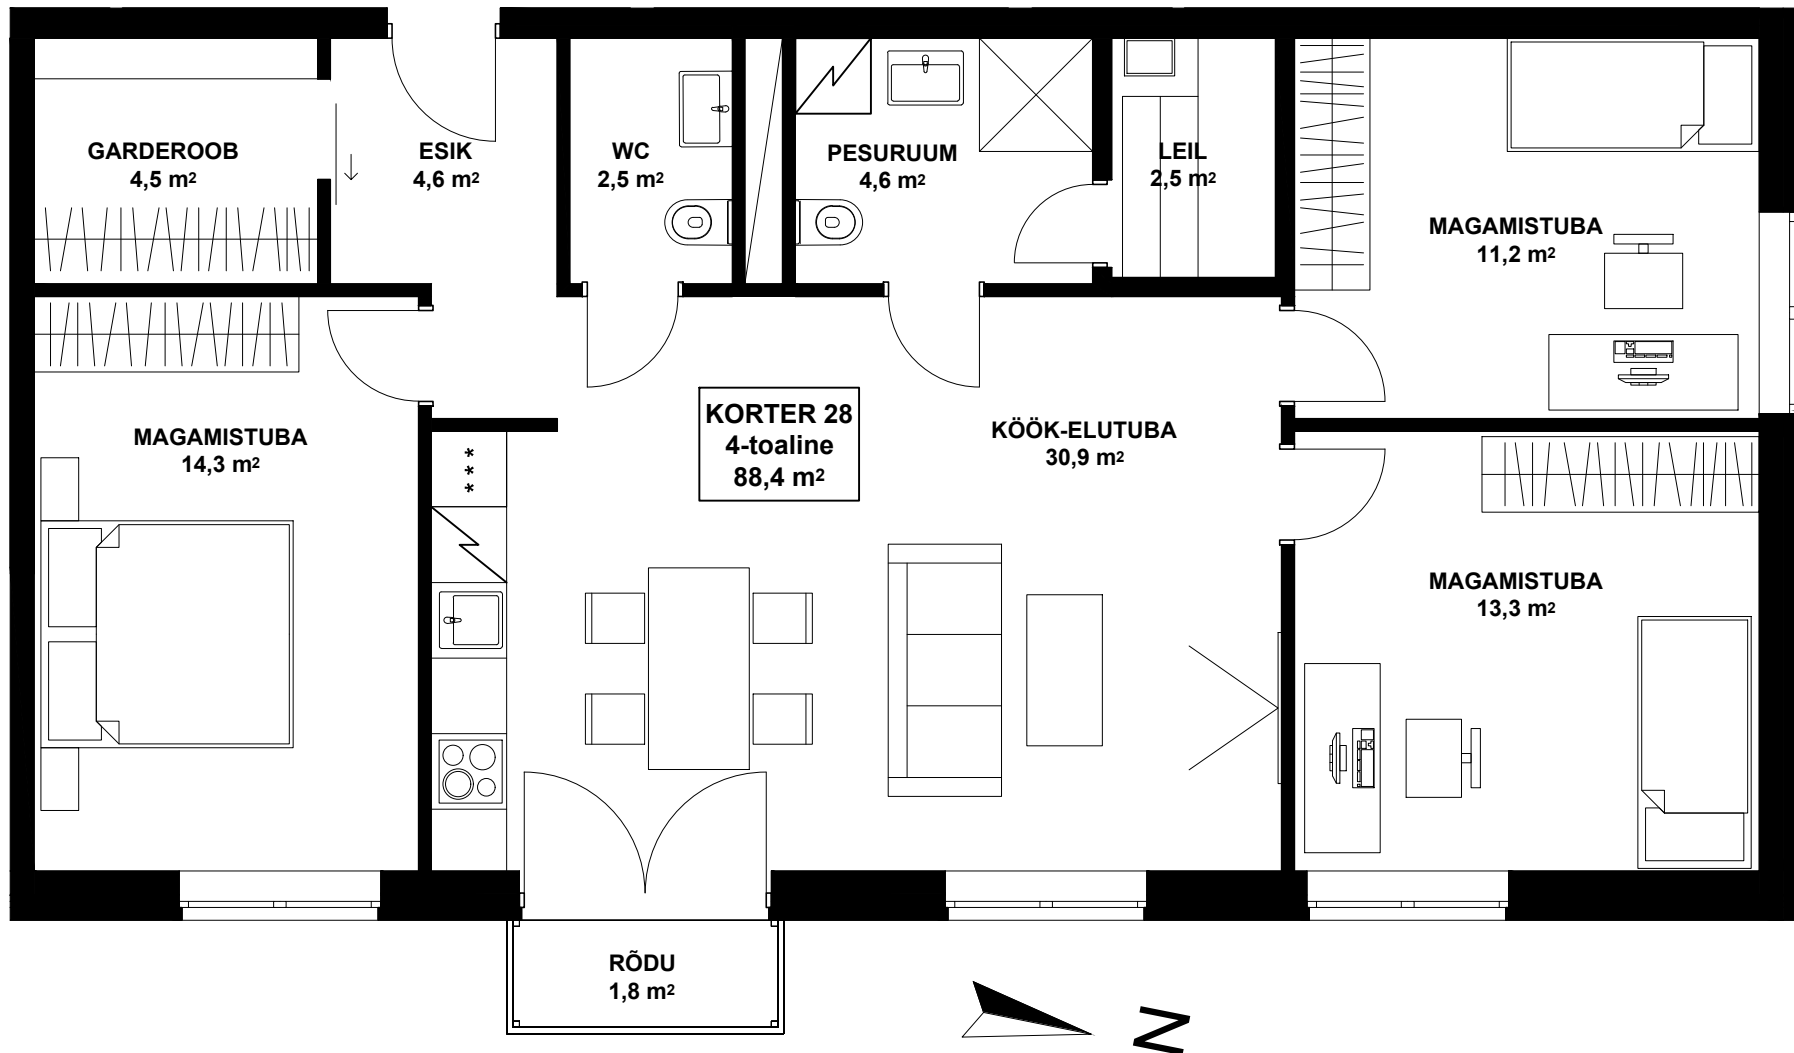 GARDEROOB
4,5 m²
ESIK
4,6 m²
WC
2,5 m²
PESURUUM
4,6 m²
LEIL
2,5 m²
MAGAMISTUBA
11,2 m²
MAGAMISTUBA
14,3 m²
***
KORTER 28
4-toaline
88,4 m²
KÖÖK-ELUTUBA
30,9 m²
MAGAMISTUBA
13,3 m²
RÕDU
1,8 m²
N